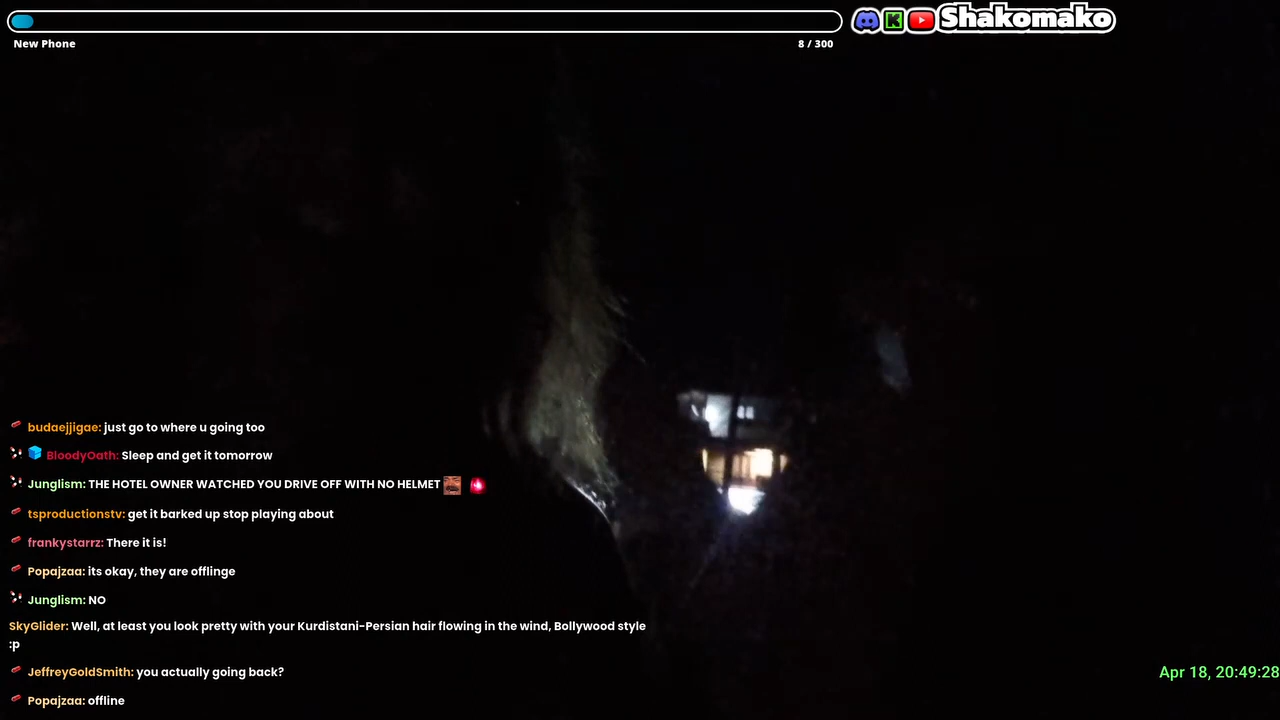 Shakomako
New Phone
8 / 300
budaejjigae: just go to where u going too
BloodyOath: Sleep and get it tomorrow
Junglism: THE HOTEL OWNER WATCHED YOU DRIVE OFF WITH NO HELMET
tsproductionstv: get it barked up stop playing about
frankystarrz: There it is!
Popajzaa: its okay, they are offlinge
Junglism: NO
SkyGlider: Well, at least you look pretty with your Kurdistani-Persian hair flowing in the wind, Bollywood style
:p
JeffreyGoldSmith: you actually going back?
Popajzaa: offline
Apr 18, 20:49:28